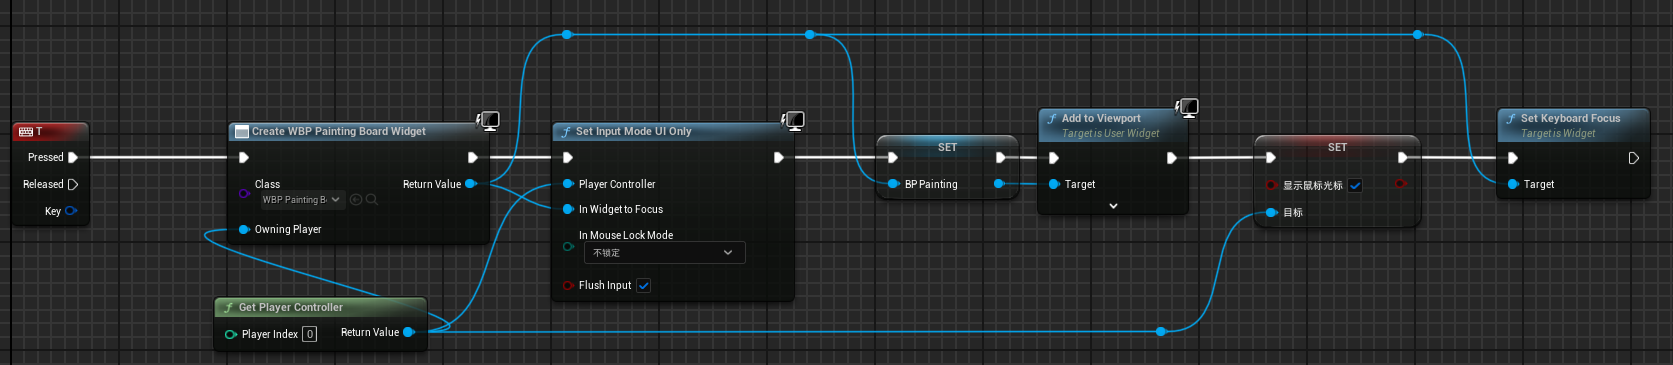 T
Pressed
Released
Key
Create WBP Painting Board Widget
Class
WBP Painting B
Return Value
Owning Player
Get Player Controller
Player Index 0
Return Value
Set Input Mode UI Only
Player Controller
In Widget to Focus
In Mouse Lock Mode
不锁定
Flush Input
SET
BP Painting
Add to Viewport
Target is User Widget
Target
SET
显示鼠标光标
目标
Set Keyboard Focus
Target is Widget
Target